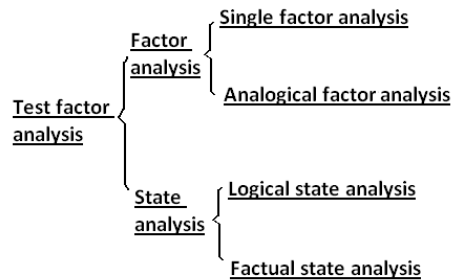 Single factor analysis
Factor
analysis
Analogical factor analysis
Test factor
analysis
State
analysis
Logical state analysis
Factual state analysis